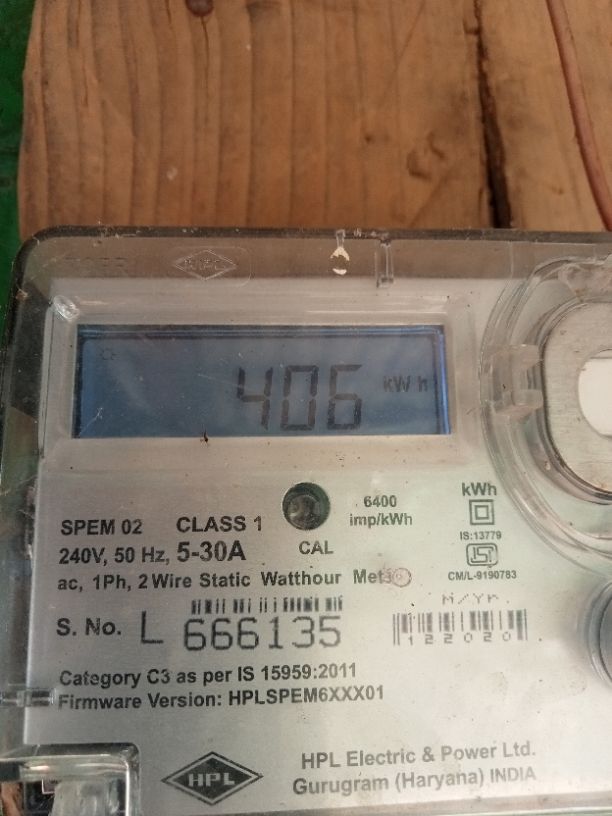 HPL
406 kWh
SPEM 02 CLASS 1 6400 imp/kWh kWh
240V, 50 Hz, 5-30A CAL IS:13779
ac, 1Ph, 2 Wire Static Watthour Meter CM/L-9190783
M/YR.
S. No. L 666135 122020
Category C3 as per IS 15959:2011
Firmware Version: HPLSPEM6XXX01
HPL Electric & Power Ltd.
HPL Gurugram (Haryana) INDIA